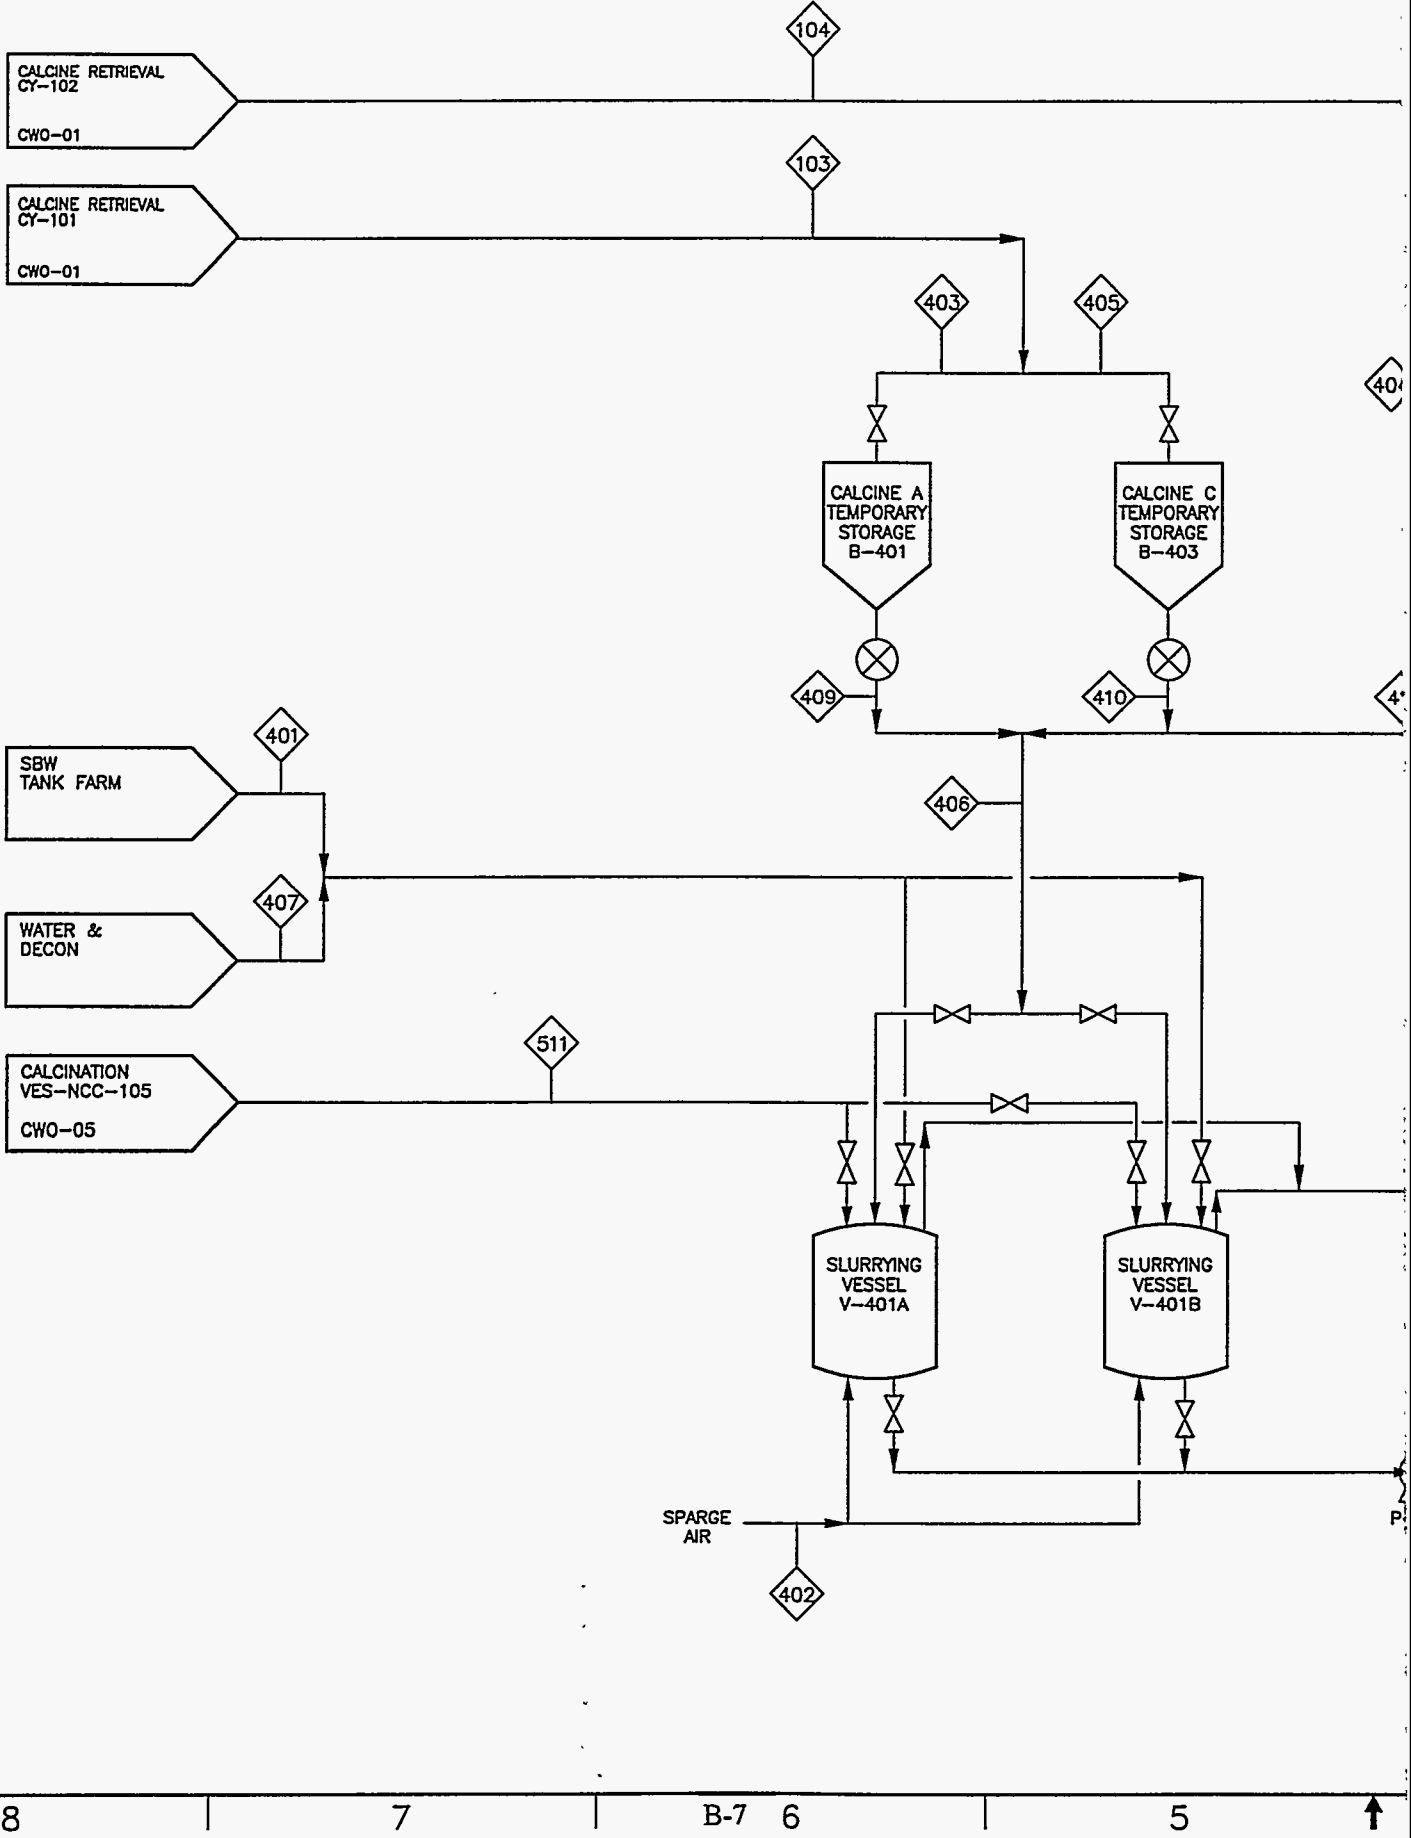 104
CALCINE RETRIEVAL
CY-102
CWO-01
103
CALCINE RETRIEVAL
CY-101
CWO-01
403
405
CALCINE A
TEMPORARY
STORAGE
B-401
CALCINE C
TEMPORARY
STORAGE
B-403
409
410
401
SBW
TANK FARM
406
407
WATER &
DECON
511
CALCINATION
VES-NCC-105
CWO-05
SLURRYING
VESSEL
V-401A
SLURRYING
VESSEL
V-401B
SPARGE
AIR
P
402
8
7
B-7
6
5